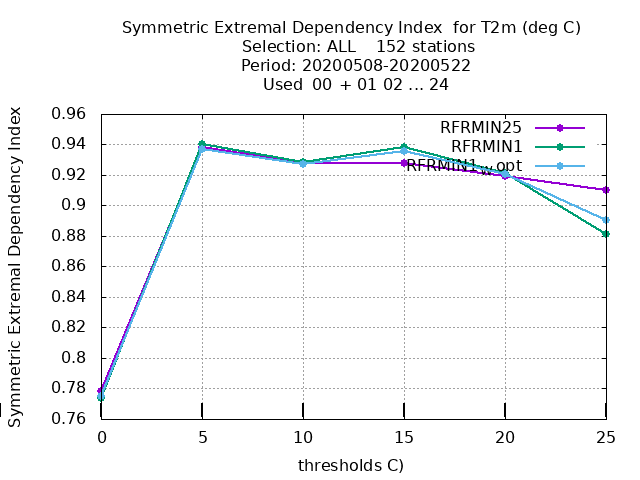 Symmetric Extremal Dependency Index for T2m (deg C)
Selection: ALL 152 stations
Period: 20200508-20200522
Used 00 + 01 02 ... 24
Symmetric Extremal Dependency Index
0.96
0.94
0.92
0.9
0.88
0.86
0.84
0.82
0.8
0.78
0.76
RFRMIN25
RFRMIN1
RFRMIN1w_opt
0 5 10 15 20 25
thresholds C)